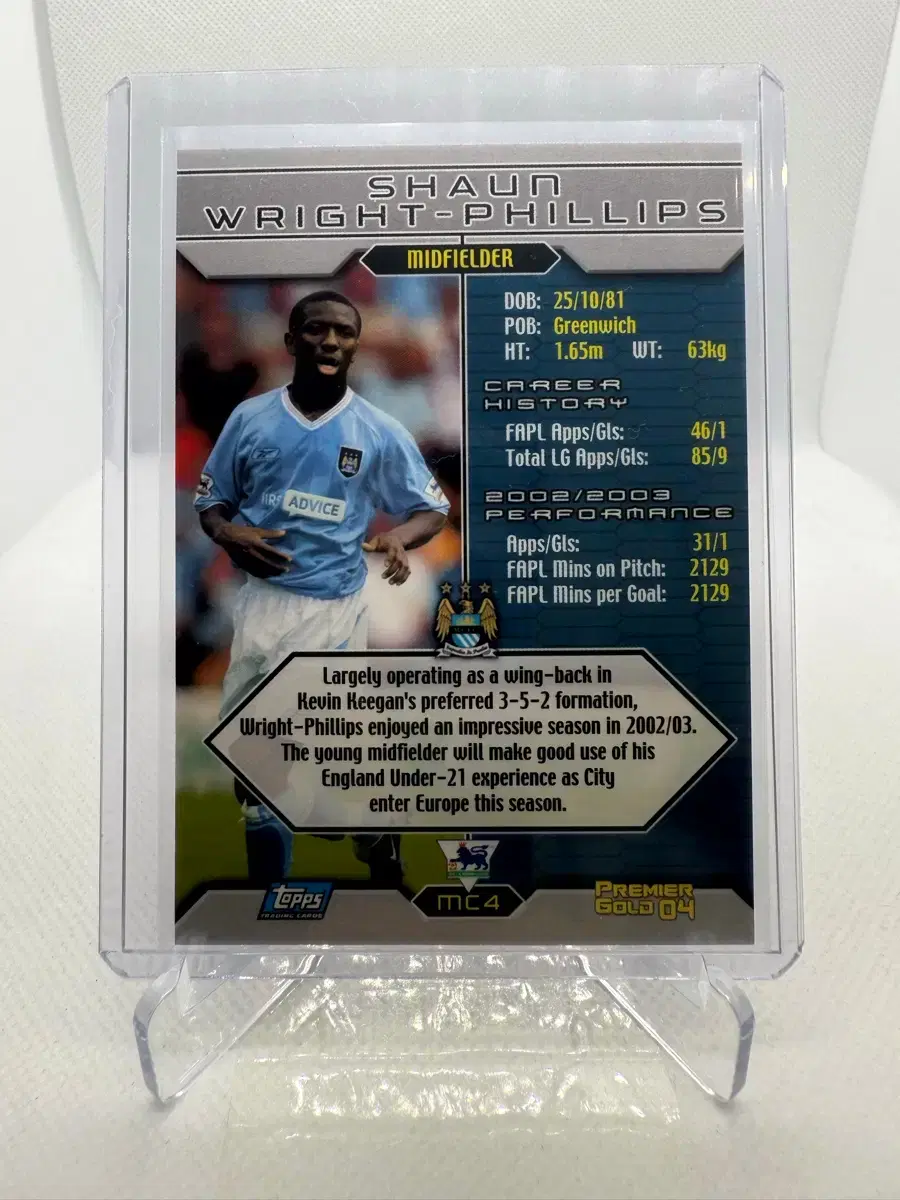 SHAUN
WRIGHT-PHILLIPS
MIDFIELDER
DOB: 25/10/81
POB: Greenwich
HT: 1.65m WT: 63kg
CAREER
HISTORY
FAPL Apps/Gls: 46/1
Total LG Apps/Gls: 85/9
2002/2003
PERFORMANCE
Apps/Gls: 31/1
FAPL Mins on Pitch: 2129
FAPL Mins per Goal: 2129
ADVICE
Largely operating as a wing-back in
Kevin Keegan's preferred 3-5-2 formation,
Wright-Phillips enjoyed an impressive season in 2002/03.
The young midfielder will make good use of his
England Under-21 experience as City
enter Europe this season.
Topps
TRADING CARDS
MC4
PREMIER
GOLD 04